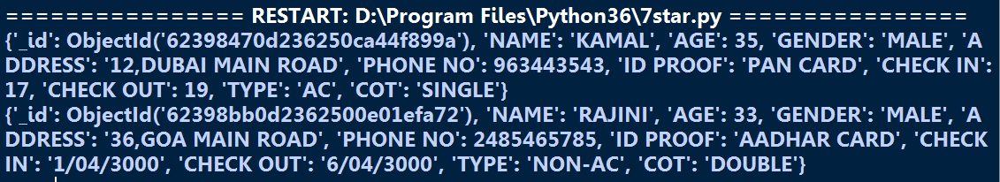 ================ RESTART: D:\Program Files\Python36\7star.py ================
{'_id': ObjectId('62398470d236250ca44f899a'), 'NAME': 'KAMAL', 'AGE': 35, 'GENDER': 'MALE', 'A
DDRESS': '12,DUBAI MAIN ROAD', 'PHONE NO': 963443543, 'ID PROOF': 'PAN CARD', 'CHECK IN':
17, 'CHECK OUT': 19, 'TYPE': 'AC', 'COT': 'SINGLE'}
{'_id': ObjectId('62398bb0d2362500e01efa72'), 'NAME': 'RAJINI', 'AGE': 33, 'GENDER': 'MALE', 'A
DDRESS': '36,GOA MAIN ROAD', 'PHONE NO': 2485465785, 'ID PROOF': 'AADHAR CARD', 'CHECK
IN': '1/04/3000', 'CHECK OUT': '6/04/3000', 'TYPE': 'NON-AC', 'COT': 'DOUBLE'}